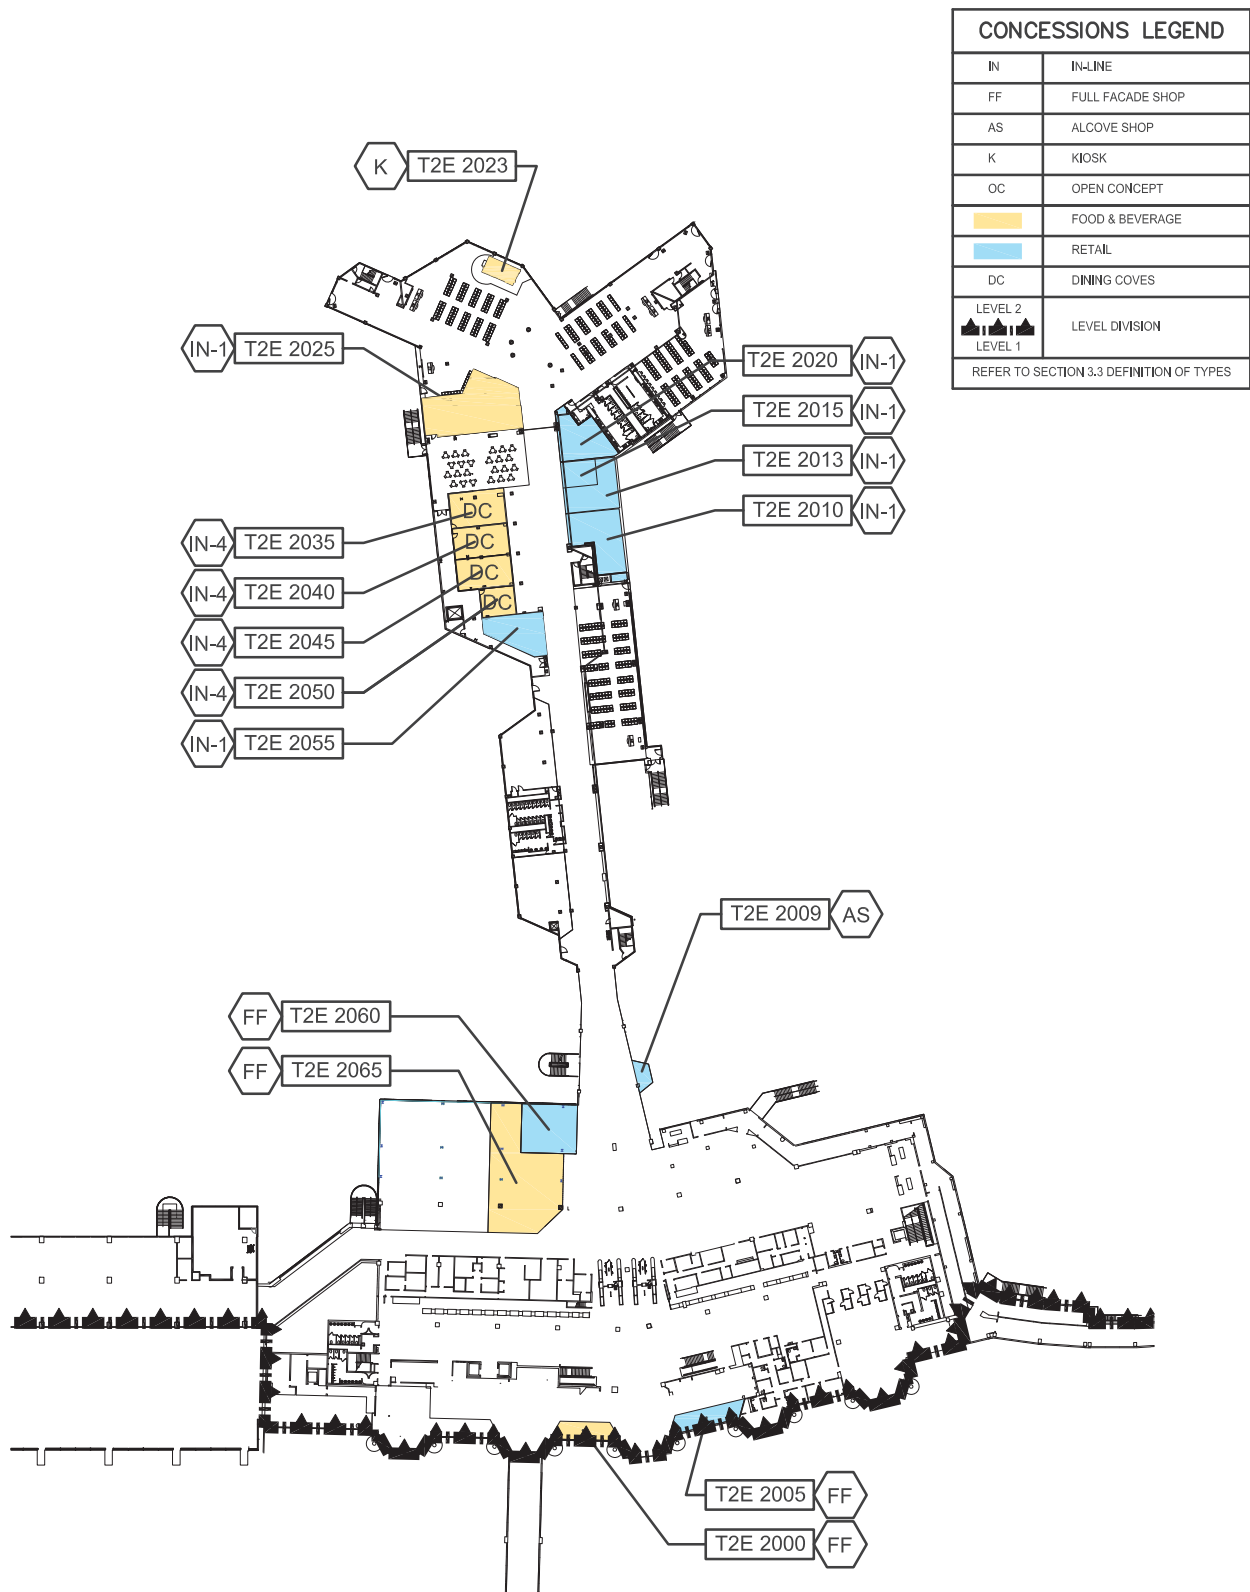 CONCESSIONS LEGEND
IN IN-LINE
FF FULL FACADE SHOP
AS ALCOVE SHOP
K KIOSK
OC OPEN CONCEPT
FOOD & BEVERAGE
RETAIL
DC DINING COVES
LEVEL 2
LEVEL DIVISION
LEVEL 1
REFER TO SECTION 3.3 DEFINITION OF TYPES
K T2E 2023
IN-1 T2E 2025
T2E 2020 IN-1
T2E 2015 IN-1
T2E 2013 IN-1
T2E 2010 IN-1
DC
DC
DC
DC
IN-4 T2E 2035
IN-4 T2E 2040
IN-4 T2E 2045
IN-4 T2E 2050
IN-1 T2E 2055
T2E 2009 AS
FF T2E 2060
FF T2E 2065
T2E 2005 FF
T2E 2000 FF